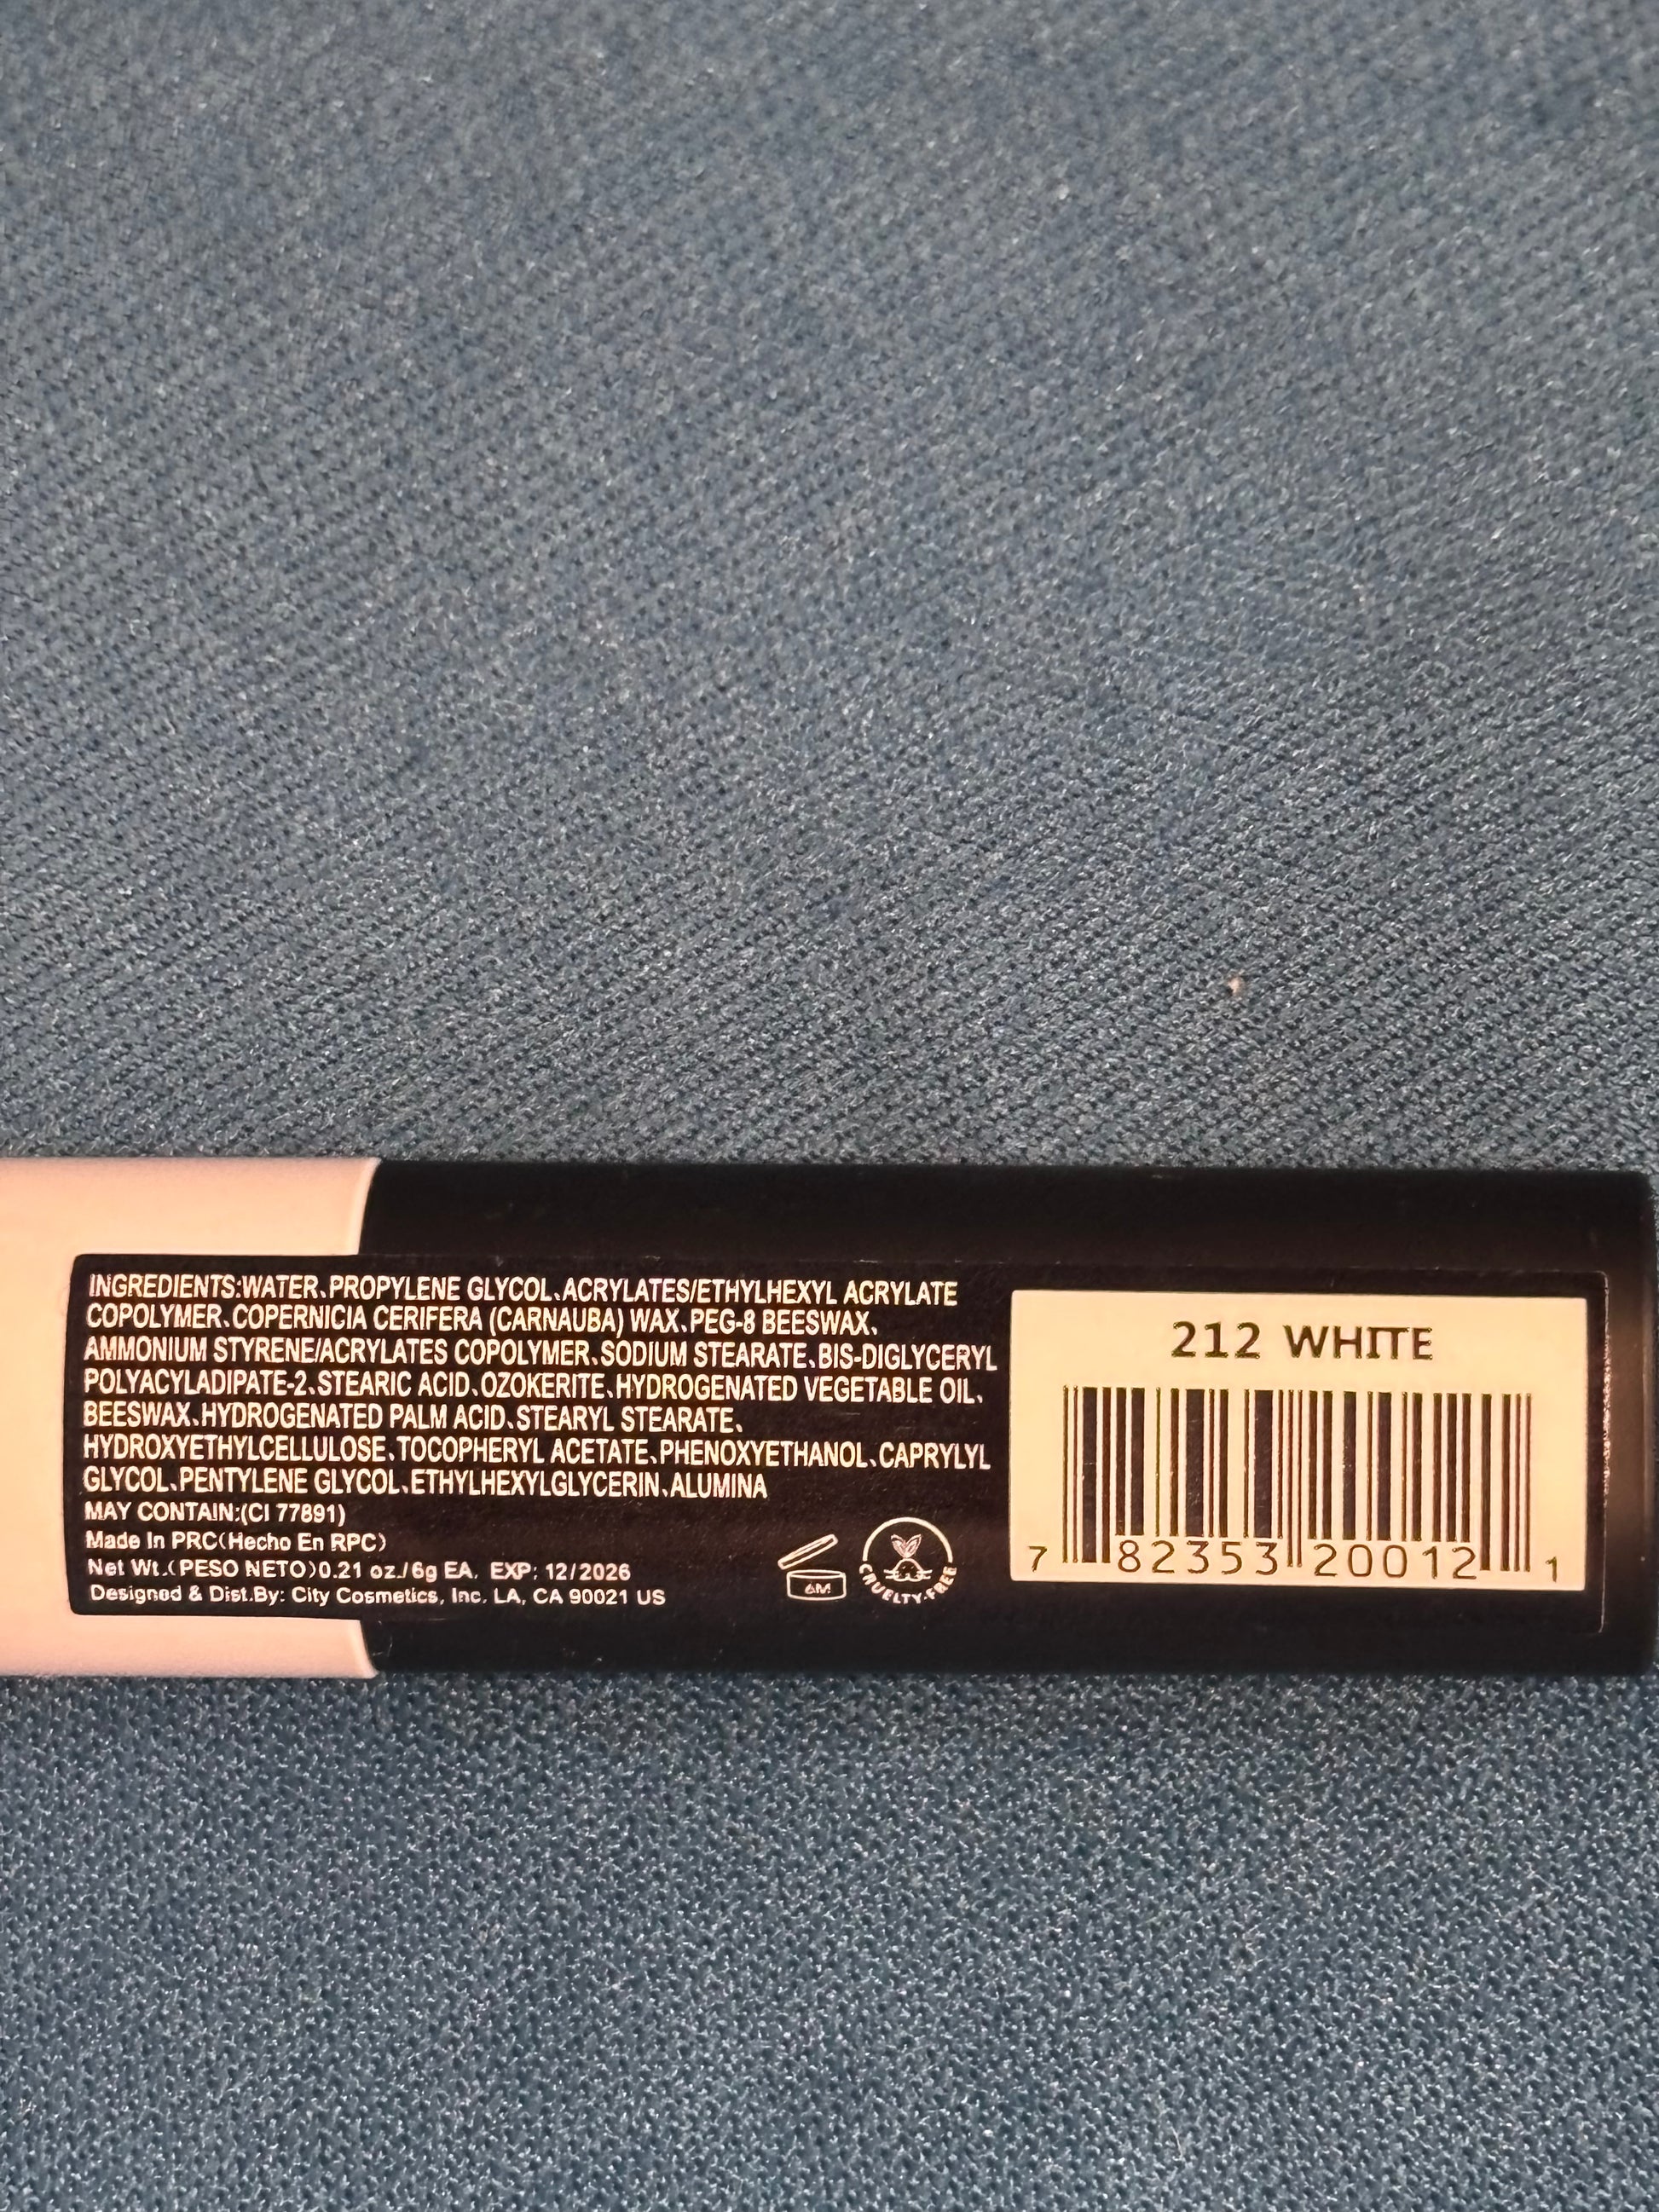 INGREDIENTS:WATER、PROPYLENE GLYCOL、ACRYLATES/ETHYLHEXYL ACRYLATE
COPOLYMER、COPERNICIA CERIFERA (CARNAUBA) WAX、PEG-8 BEESWAX、
AMMONIUM STYRENE/ACRYLATES COPOLYMER、SODIUM STEARATE、BIS-DIGLYCERYL
POLYACYLADIPATE-2、STEARIC ACID、OZOKERITE、HYDROGENATED VEGETABLE OIL、
BEESWAX、HYDROGENATED PALM ACID、STEARYL STEARATE、
HYDROXYETHYLCELLULOSE、TOCOPHERYL ACETATE、PHENOXYETHANOL、CAPRYLYL
GLYCOL、PENTYLENE GLYCOL、ETHYLHEXYLGLYCERIN、ALUMINA
MAY CONTAIN:(CI 77891)
Made In PRC(Hecho En RPC)
Net Wt.(PESO NETO)0.21 oz./6g EA. EXP: 12/2026
Designed & Dist.By: City Cosmetics, Inc. LA, CA 90021 US
6M
CRUELTY-FREE
212 WHITE
7 82353 20012 1